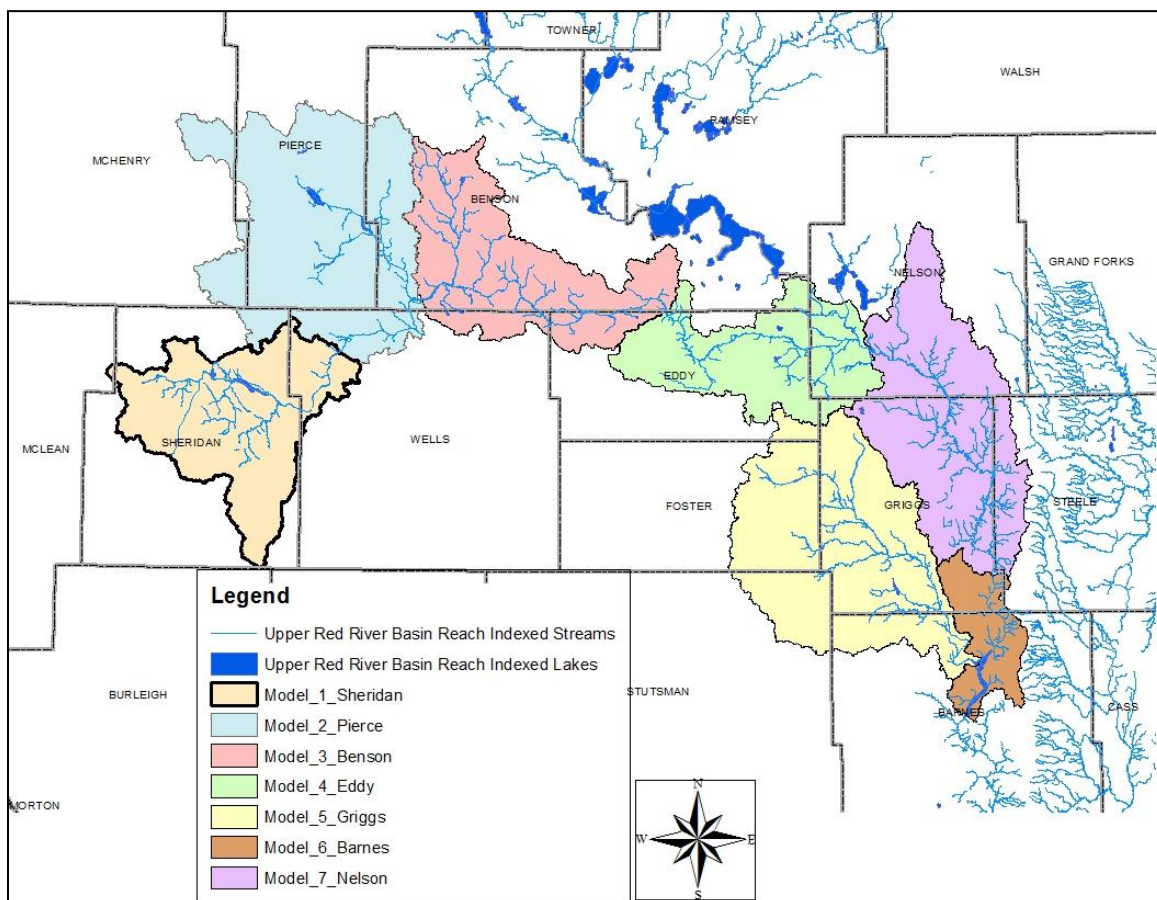 TOWNER
WALSH
RAMSEY
PIERCE
MCHENRY
BENSON
GRAND FORKS
NELSON
EDDY
SHERIDAN
WELLS
MCLEAN
FOSTER
GRIGGS
STEELE
Legend
Upper Red River Basin Reach Indexed Streams
Upper Red River Basin Reach Indexed Lakes
Model_1_Sheridan
Model_2_Pierce
Model_3_Benson
Model_4_Eddy
Model_5_Griggs
Model_6_Barnes
Model_7_Nelson
BURLEIGH
STUTSMAN
BARNES
CASS
MORTON
N
W
E
S